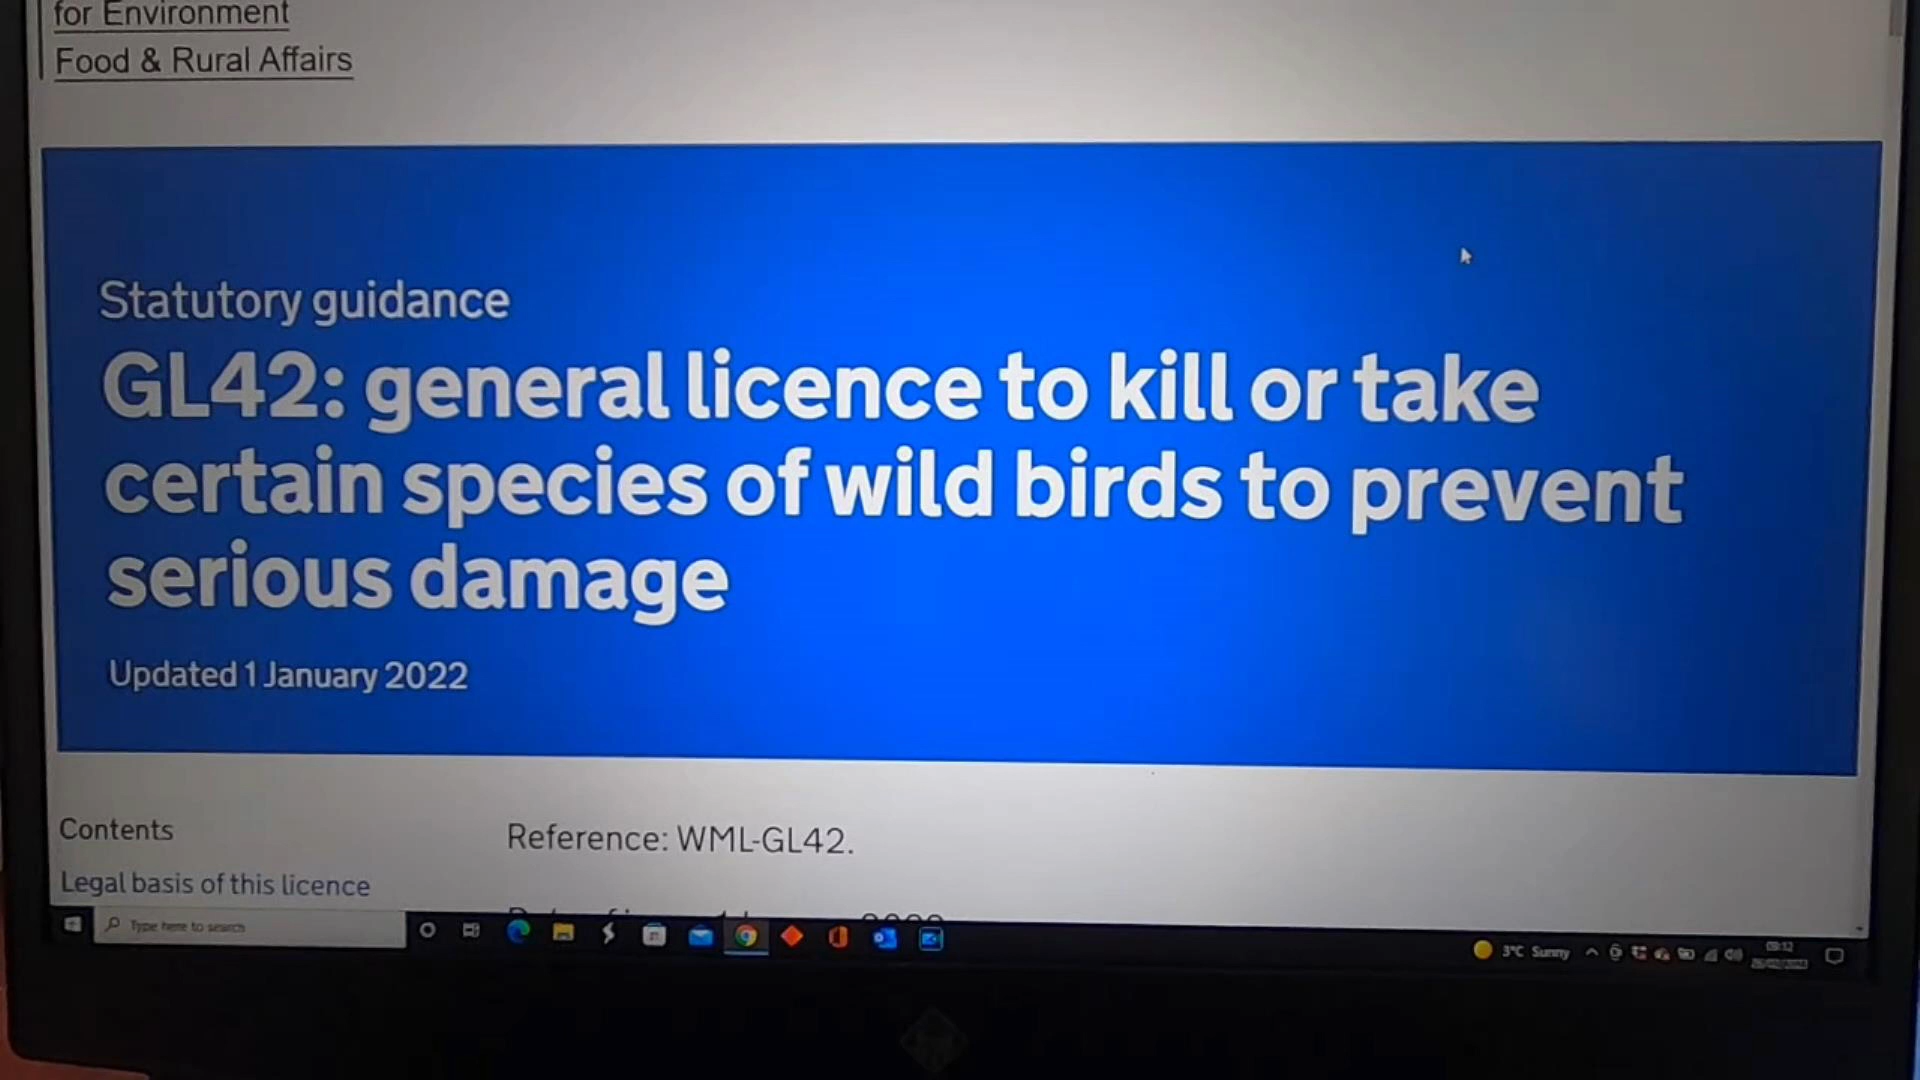 for Environment
Food & Rural Affairs
Statutory guidance
GL42: general licence to kill or take
certain species of wild birds to prevent
serious damage
Updated 1 January 2022
Contents
Reference: WML-GL42.
Legal basis of this licence
Type here to search
3°C Sunny
09:12